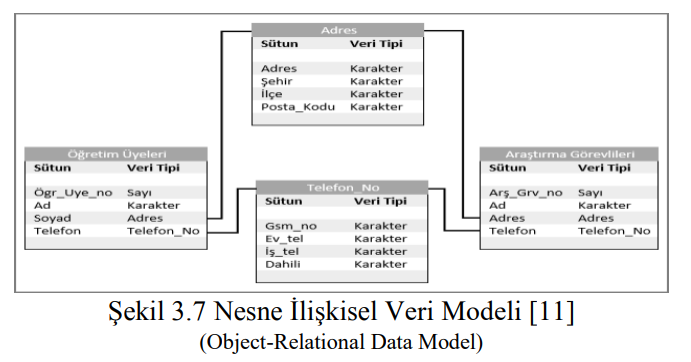 Adres
Sütun Veri Tipi
Adres Karakter
Şehir Karakter
İlçe Karakter
Posta_Kodu Karakter
Öğretim Üyeleri
Sütun Veri Tipi
Ögr_Uye_no Sayı
Ad Karakter
Soyad Adres
Telefon Telefon_No
Telefon_No
Sütun Veri Tipi
Gsm_no Karakter
Ev_tel Karakter
İş_tel Karakter
Dahili Karakter
Araştırma Görevlileri
Sütun Veri Tipi
Arş_Grv_no Sayı
Ad Karakter
Adres Adres
Telefon Telefon_No
Şekil 3.7 Nesne İlişkisel Veri Modeli [11]
(Object-Relational Data Model)